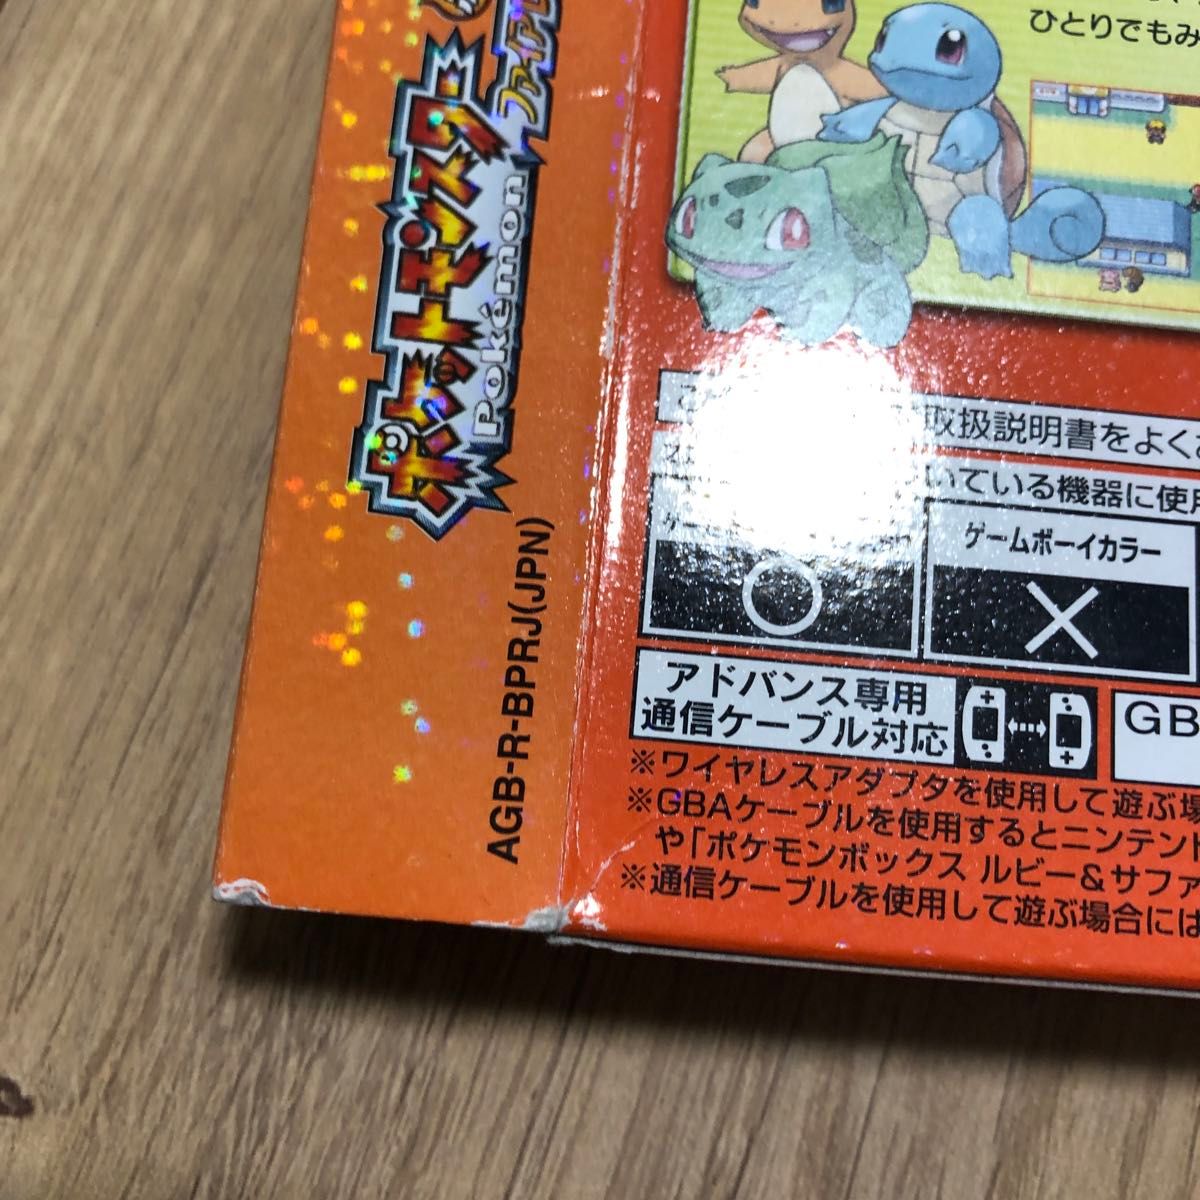 ポケットモンスター
Pokémon
ファイア
AGB-R-BPRJ(JPN)
ひとりでもみ
取扱説明書をよく
いている機器に使用
ゲームボーイカラー
アドバンス専用
通信ケーブル対応
GB
※ワイヤレスアダプタを使用して遊ぶ場
※GBAケーブルを使用するとニンテンド
や「ポケモンボックス ルビー&サファ
※通信ケーブルを使用して遊ぶ場合には